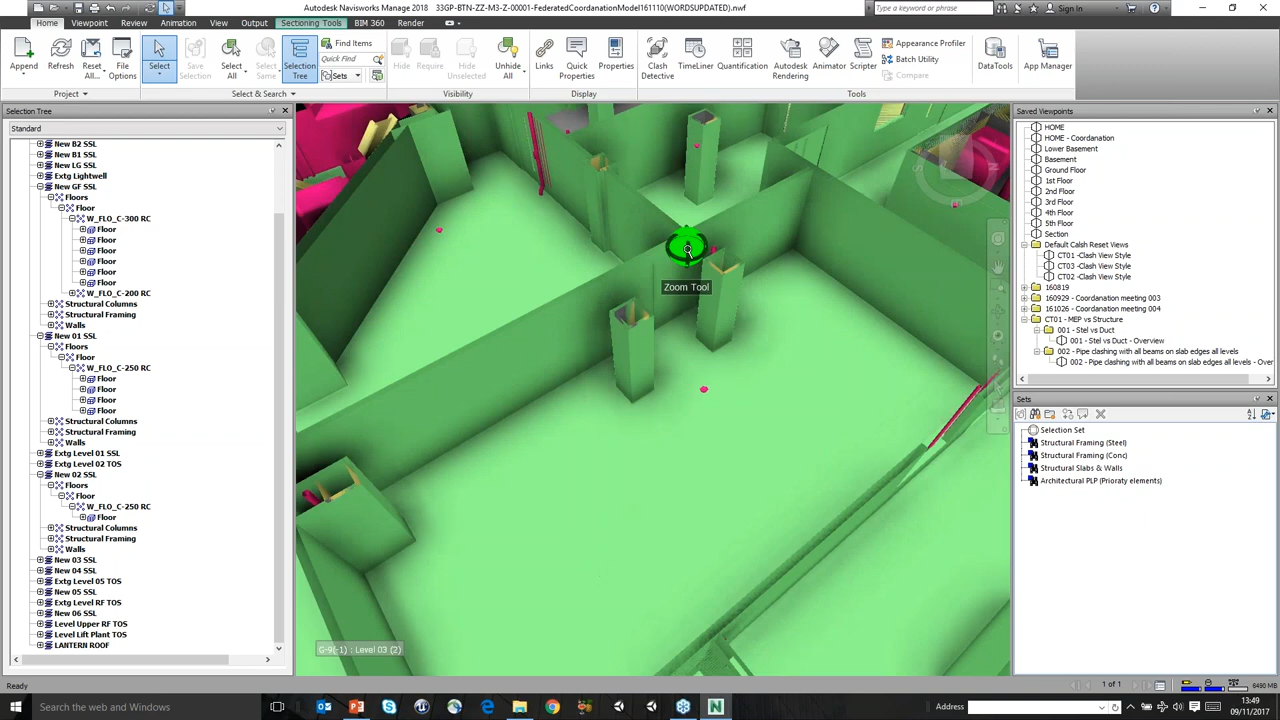 Autodesk Navisworks Manage 2018 33GP-BTN-ZZ-M3-Z-00001-FederatedCoordanationModel161110(WORDSUPDATED).nwf
Type a keyword or phrase
Sign In
Home Viewpoint Review Animation View Output Sectioning Tools BIM 360 Render
Append
Refresh
Reset All...
File Options
Project
Select
Save Selection
Select All
Select Same
Selection Tree
Find Items
Quick Find
Sets
Select & Search
Hide
Require
Hide Unselected
Unhide All
Visibility
Links
Quick Properties
Properties
Display
Clash Detective
TimeLiner
Quantification
Autodesk Rendering
Animator
Scripter
Appearance Profiler
Batch Utility
Compare
Tools
DataTools
App Manager
Selection Tree
Standard
New B2 SSL
New B1 SSL
New LG SSL
Extg Lightwell
New GF SSL
Floors
Floor
W_FLO_C-300 RC
Floor
Floor
Floor
Floor
Floor
Floor
W_FLO_C-200 RC
Structural Columns
Structural Framing
Walls
New 01 SSL
Floors
Floor
W_FLO_C-250 RC
Floor
Floor
Floor
Floor
Structural Columns
Structural Framing
Walls
Extg Level 01 SSL
Extg Level 02 TOS
New 02 SSL
Floors
Floor
W_FLO_C-250 RC
Floor
Structural Columns
Structural Framing
Walls
New 03 SSL
New 04 SSL
Extg Level 05 TOS
New 05 SSL
Extg Level RF TOS
New 06 SSL
Level Upper RF TOS
Level Lift Plant TOS
LANTERN ROOF
Zoom Tool
G-9(-1) : Level 03 (2)
Saved Viewpoints
HOME
HOME - Coordanation
Lower Basement
Basement
Ground Floor
1st Floor
2nd Floor
3rd Floor
4th Floor
5th Floor
Section
Default Calsh Reset Views
CT01 -Clash View Style
CT03 -Clash View Style
CT02 -Clash View Style
160819
160929 - Coordanation meeting 003
161026 - Coordanation meeting 004
CT01 - MEP vs Structure
001 - Stel vs Duct
001 - Stel vs Duct - Overview
002 - Pipe clashing with all beams on slab edges all levels
002 - Pipe clashing with all beams on slab edges all levels - Over
Sets
Selection Set
Structural Framing (Steel)
Structural Framing (Conc)
Structural Slabs & Walls
Architectural PLP (Prioraty elements)
Ready
1 of 1
8480 MB
Search the web and Windows
Address
13:49
09/11/2017